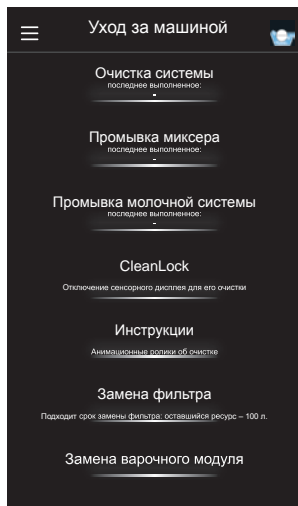 Уход за машиной
Очистка системы
последнее выполненное:
-
Промывка миксера
последнее выполненное:
-
Промывка молочной системы
последнее выполненное:
-
CleanLock
Отключение сенсорного дисплея для его очистки
Инструкции
Анимационные ролики об очистке
Замена фильтра
Подходит срок замены фильтра: оставшийся ресурс – 100 л.
Замена варочного модуля